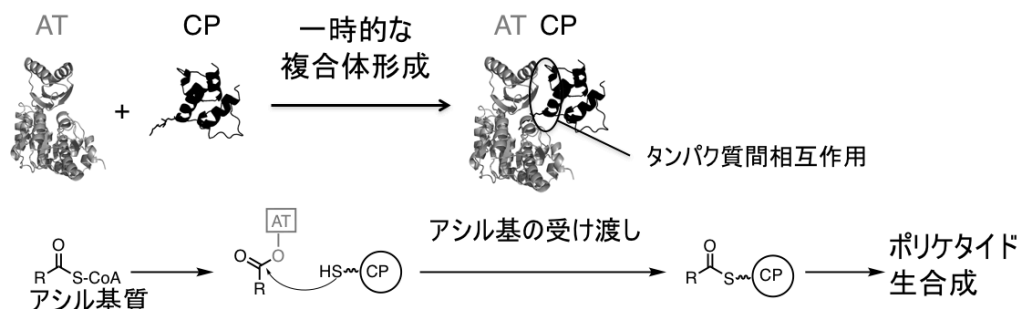 AT
CP
一時的な
複合体形成
AT CP
+
タンパク質間相互作用
O
R S-CoA
アシル基質
AT
O O
R
HS CP
アシル基の受け渡し
O
R S CP
ポリケタイド
生合成